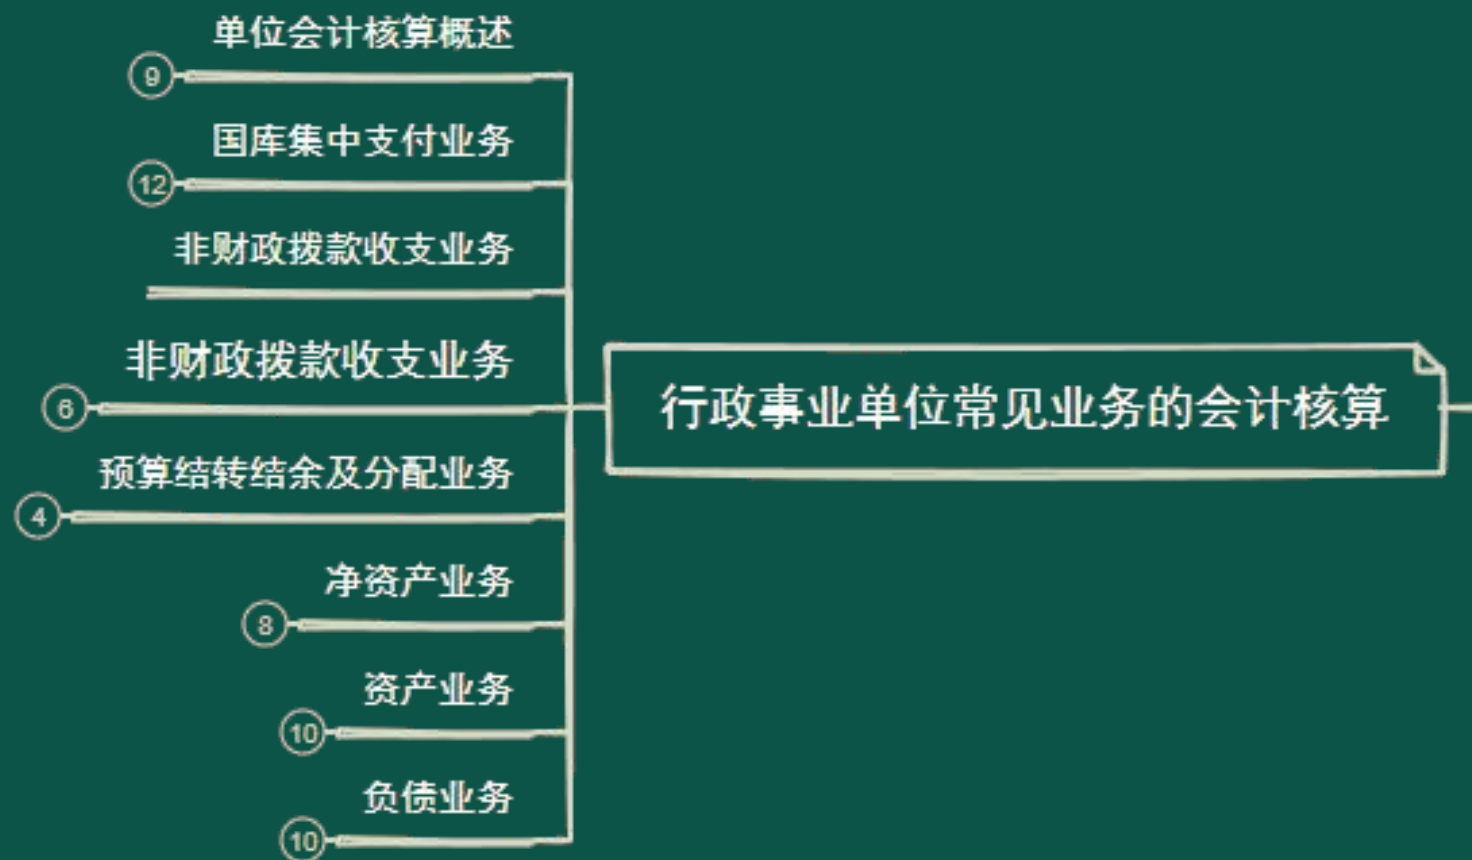 单位会计核算概述
9
国库集中支付业务
12
非财政拨款收支业务
非财政拨款收支业务
6
行政事业单位常见业务的会计核算
预算结转结余及分配业务
4
净资产业务
8
资产业务
10
负债业务
10